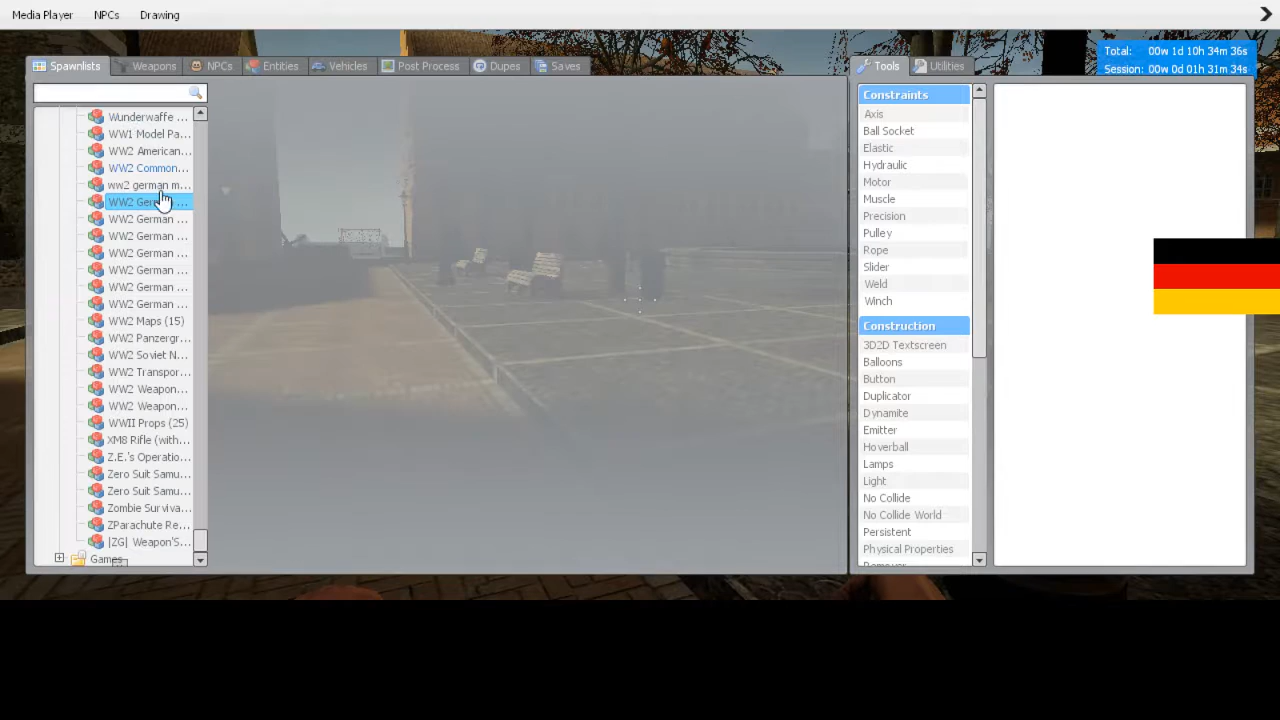 Media Player NPCs Drawing
Total: 00w 1d 10h 34m 36s
Session: 00w 0d 01h 31m 34s
Spawnlists Weapons NPCs Entities Vehicles Post Process Dupes Saves
Tools Utilities
Wunderwaffe ...
WW1 Model Pa...
WW2 American...
WW2 Common...
ww2 german m...
WW2 German ...
WW2 German ...
WW2 German ...
WW2 German ...
WW2 German ...
WW2 German ...
WW2 German ...
WW2 Maps (15)
WW2 Panzergr...
WW2 Soviet N...
WW2 Transpor...
WW2 Weapon...
WW2 Weapon...
WWII Props (25)
XM8 Rifle (with...
Z.E.'s Operatio...
Zero Suit Samu...
Zero Suit Samu...
Zombie Surviva...
ZParachute Re...
|ZG| Weapon'S...
Games
Constraints
Axis
Ball Socket
Elastic
Hydraulic
Motor
Muscle
Precision
Pulley
Rope
Slider
Weld
Winch
Construction
3D2D Textscreen
Balloons
Button
Duplicator
Dynamite
Emitter
Hoverball
Lamps
Light
No Collide
No Collide World
Persistent
Physical Properties